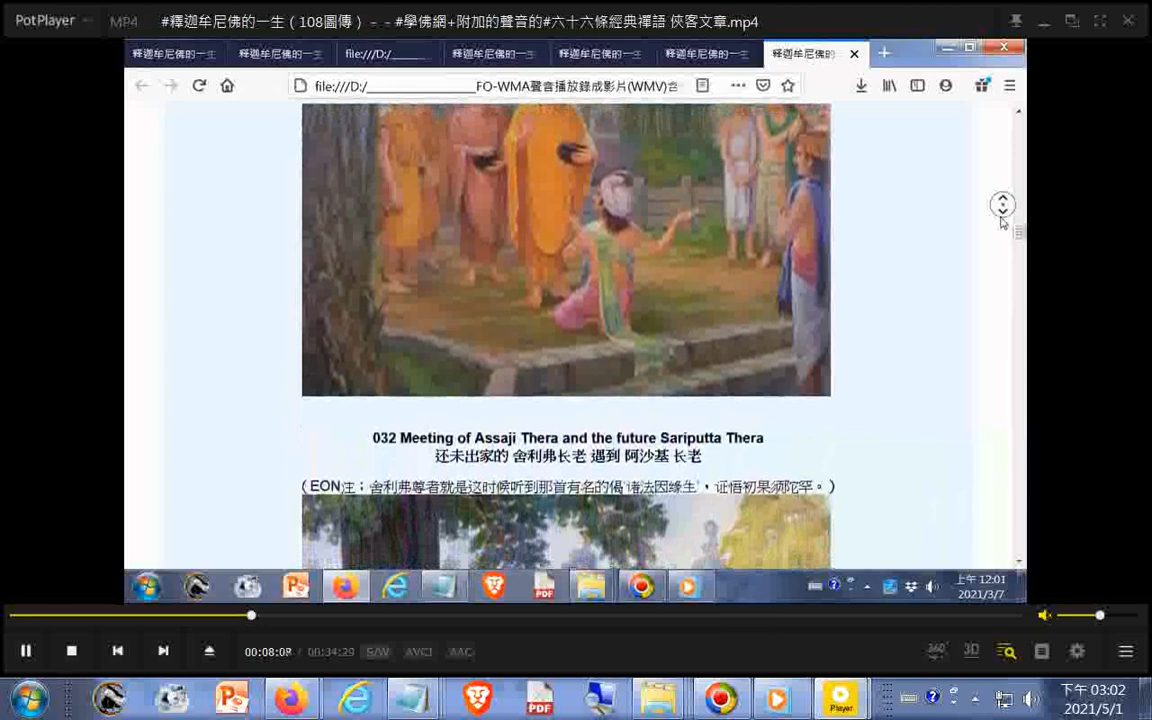 PotPlayer
MP4
#釋迦牟尼佛的一生（108圖傳）- - #學佛網+附加的聲音的#六十六條經典禪語 俠客文章.mp4
釋迦牟尼佛的一生
釋迦牟尼佛的一生
file:///D:/______
釋迦牟尼佛的一生
釋迦牟尼佛的一生
釋迦牟尼佛的一生
釋迦牟尼佛的
file:///D:/__________________FO-WMA聲音播放錄成影片(WMV)含
032 Meeting of Assaji Thera and the future Sariputta Thera
还未出家的 舍利弗长老 遇到 阿沙基 长老
（EON注；舍利弗尊者就是这时候听到那首有名的偈“诸法因緣生”，证悟初果须陀罕。）
PDF
上午 12:01
2021/3/7
00:08:08 / 00:34:29 S/W AVC1 AAC
360°
3D
PDF
Player
下午 03:02
2021/5/1